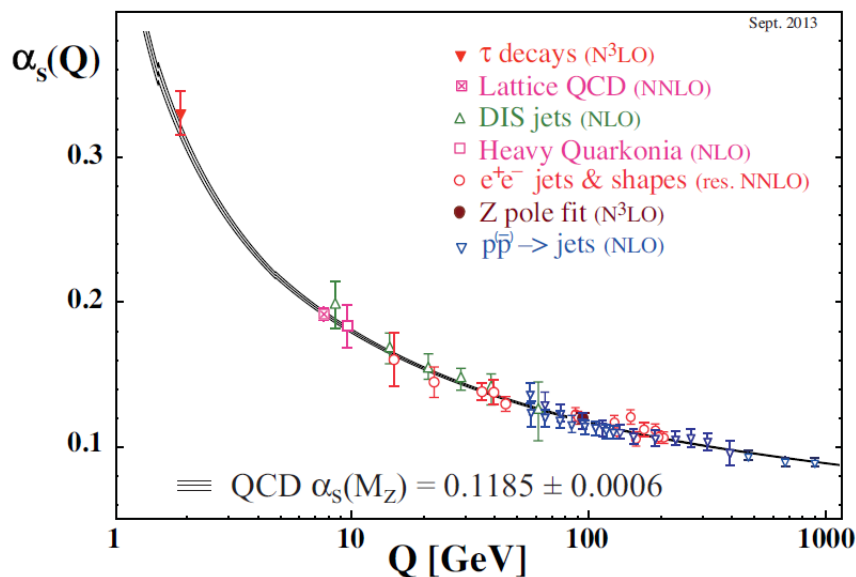 Sept. 2013
αs(Q)
τ decays (N³LO)
Lattice QCD (NNLO)
DIS jets (NLO)
Heavy Quarkonia (NLO)
e⁺e⁻ jets & shapes (res. NNLO)
Z pole fit (N³LO)
pp̄ –> jets (NLO)
0.3
0.2
0.1
QCD αs(Mz) = 0.1185 ± 0.0006
1 10 100 1000
Q [GeV]